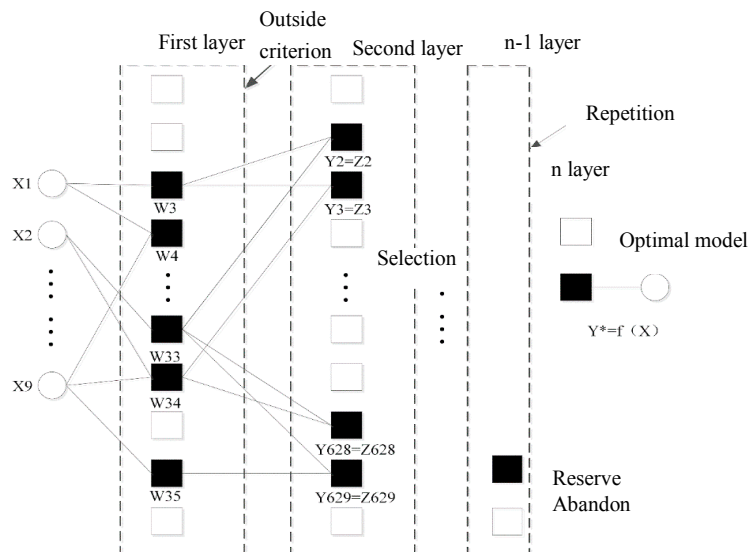 First layer
Outside
criterion
Second layer
n-1 layer
Repetition
n layer
X1
W3
Y2=Z2
Y3=Z3
X2
W4
Optimal model
Selection
Y*=f（X）
W33
X9
W34
Y628=Z628
W35
Y629=Z629
Reserve
Abandon